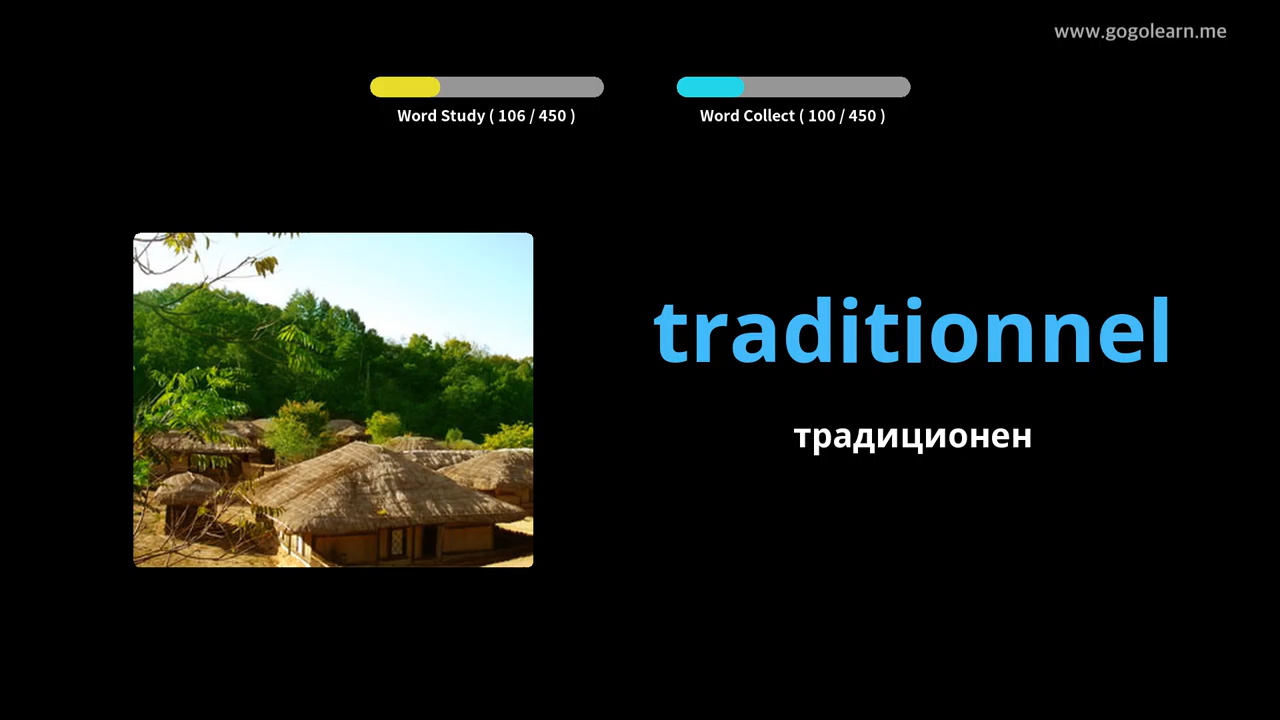 www.gogolearn.me
Word Study ( 106 / 450 )
Word Collect ( 100 / 450 )
traditionnel
традиционен